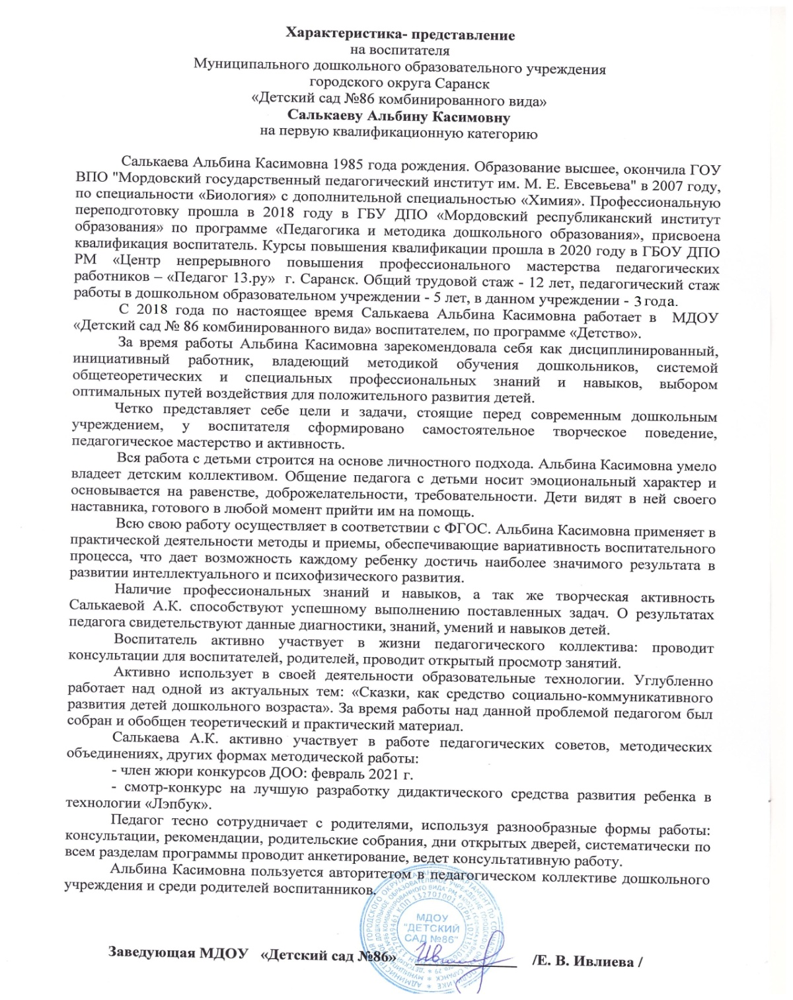 Характеристика- представление
на воспитателя
Муниципального дошкольного образовательного учреждения
городского округа Саранск
«Детский сад №86 комбинированного вида»
Салькаеву Альбину Касимовну
на первую квалификационную категорию
Салькаева Альбина Касимовна 1985 года рождения. Образование высшее, окончила ГОУ
ВПО "Мордовский государственный педагогический институт им. М. Е. Евсевьева" в 2007 году,
по специальности «Биология» с дополнительной специальностью «Химия». Профессиональную
переподготовку прошла в 2018 году в ГБУ ДПО «Мордовский республиканский институт
образования» по программе «Педагогика и методика дошкольного образования», присвоена
квалификация воспитатель. Курсы повышения квалификации прошла в 2020 году в ГБОУ ДПО
РМ «Центр непрерывного повышения профессионального мастерства педагогических
работников – «Педагог 13.ру» г. Саранск. Общий трудовой стаж - 12 лет, педагогический стаж
работы в дошкольном образовательном учреждении - 5 лет, в данном учреждении - 3 года.
С 2018 года по настоящее время Салькаева Альбина Касимовна работает в МДОУ
«Детский сад № 86 комбинированного вида» воспитателем, по программе «Детство».
За время работы Альбина Касимовна зарекомендовала себя как дисциплинированный,
инициативный работник, владеющий методикой обучения дошкольников, системой
общетеоретических и специальных профессиональных знаний и навыков, выбором
оптимальных путей воздействия для положительного развития детей.
Четко представляет себе цели и задачи, стоящие перед современным дошкольным
учреждением, у воспитателя сформировано самостоятельное творческое поведение,
педагогическое мастерство и активность.
Вся работа с детьми строится на основе личностного подхода. Альбина Касимовна умело
владеет детским коллективом. Общение педагога с детьми носит эмоциональный характер и
основывается на равенстве, доброжелательности, требовательности. Дети видят в ней своего
наставника, готового в любой момент прийти им на помощь.
Всю свою работу осуществляет в соответствии с ФГОС. Альбина Касимовна применяет в
практической деятельности методы и приемы, обеспечивающие вариативность воспитательного
процесса, что дает возможность каждому ребенку достичь наиболее значимого результата в
развитии интеллектуального и психофизического развития.
Наличие профессиональных знаний и навыков, а так же творческая активность
Салькаевой А.К. способствуют успешному выполнению поставленных задач. О результатах
педагога свидетельствуют данные диагностики, знаний, умений и навыков детей.
Воспитатель активно участвует в жизни педагогического коллектива: проводит
консультации для воспитателей, родителей, проводит открытый просмотр занятий.
Активно использует в своей деятельности образовательные технологии. Углубленно
работает над одной из актуальных тем: «Сказки, как средство социально-коммуникативного
развития детей дошкольного возраста». За время работы над данной проблемой педагогом был
собран и обобщен теоретический и практический материал.
Салькаева А.К. активно участвует в работе педагогических советов, методических
объединениях, других формах методической работы:
- член жюри конкурсов ДОО: февраль 2021 г.
- смотр-конкурс на лучшую разработку дидактического средства развития ребенка в
технологии «Лэпбук».
Педагог тесно сотрудничает с родителями, используя разнообразные формы работы:
консультации, рекомендации, родительские собрания, дни открытых дверей, систематически по
всем разделам программы проводит анкетирование, ведет консультативную работу.
Альбина Касимовна пользуется авторитетом в педагогическом коллективе дошкольного
учреждения и среди родителей воспитанников.
МДОУ
"ДЕТСКИЙ
САД №86"
Заведующая МДОУ «Детский сад №86» /Е. В. Ивлиева /